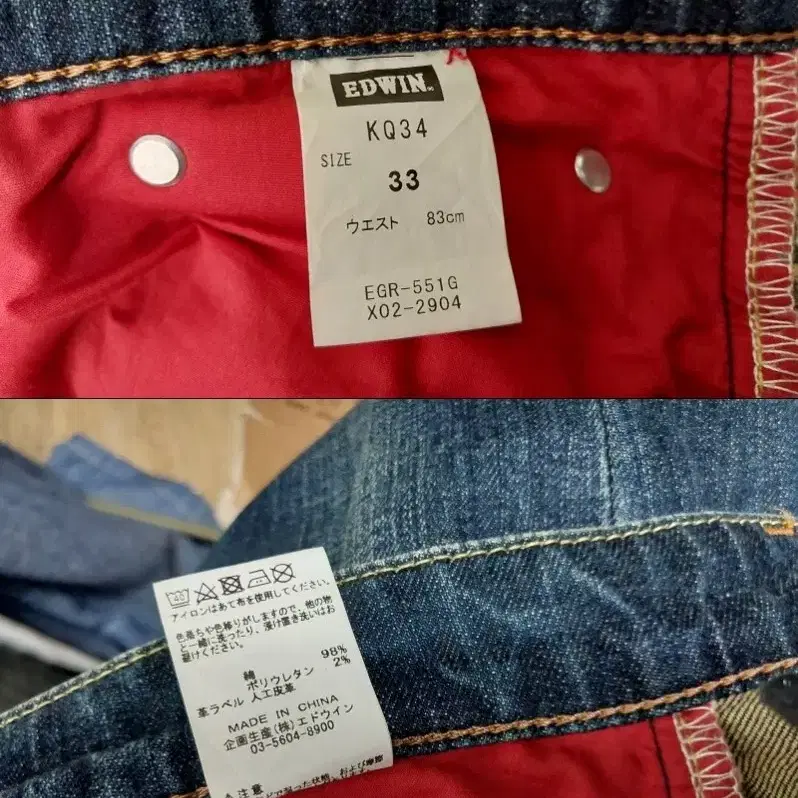 EDWIN
KQ34
SIZE
33
ウエスト 83cm
EGR-551G
X02-2904
40
アイロンはあて布を使用してください。
色落ちや色移りがしますので、他の物
と一緒に洗ったり、浸け置き洗いはお
避けください。
綿 98%
ポリウレタン 2%
革ラベル 人工皮革
MADE IN CHINA
企画生産(株)エドウイン
03-5604-8900